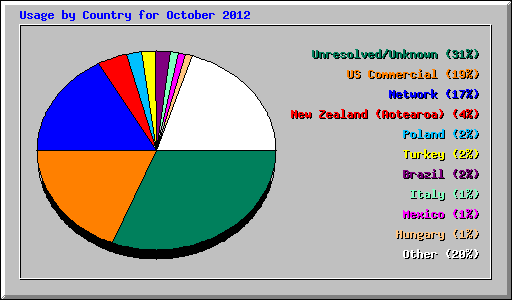 Usage by Country for October 2012
Unresolved/Unknown (31%)
US Commercial (19%)
Network (17%)
New Zealand (Aotearoa) (4%)
Poland (2%)
Turkey (2%)
Brazil (2%)
Italy (1%)
Mexico (1%)
Hungary (1%)
Other (20%)